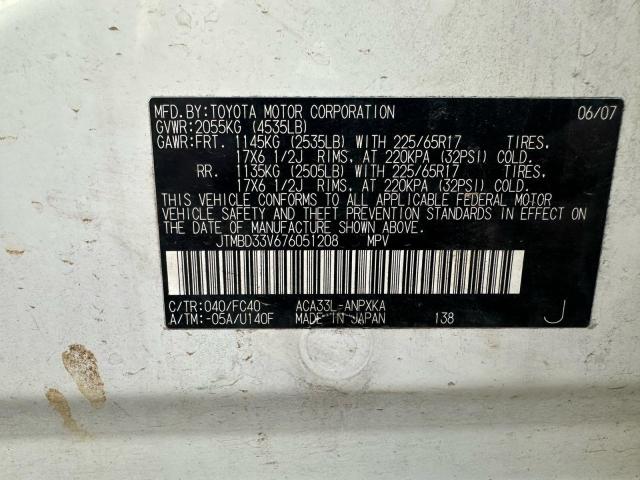 MFD.BY:TOYOTA MOTOR CORPORATION 06/07
GVWR:2055KG (4535LB)
GAWR:FRT. 1145KG (2535LB) WITH 225/65R17 TIRES.
17X6 1/2J RIMS, AT 220KPA (32PSI) COLD.
RR. 1135KG (2505LB) WITH 225/65R17 TIRES.
17X6 1/2J RIMS, AT 220KPA (32PSI) COLD.
THIS VEHICLE CONFORMS TO ALL APPLICABLE FEDERAL MOTOR
VEHICLE SAFETY AND THEFT PREVENTION STANDARDS IN EFFECT ON
THE DATE OF MANUFACTURE SHOWN ABOVE.
JTMBD33V676051208 MPV
C/TR:040/FC40 ACA33L-ANPXKA
A/TM:-05A/U140F MADE IN JAPAN 138 J